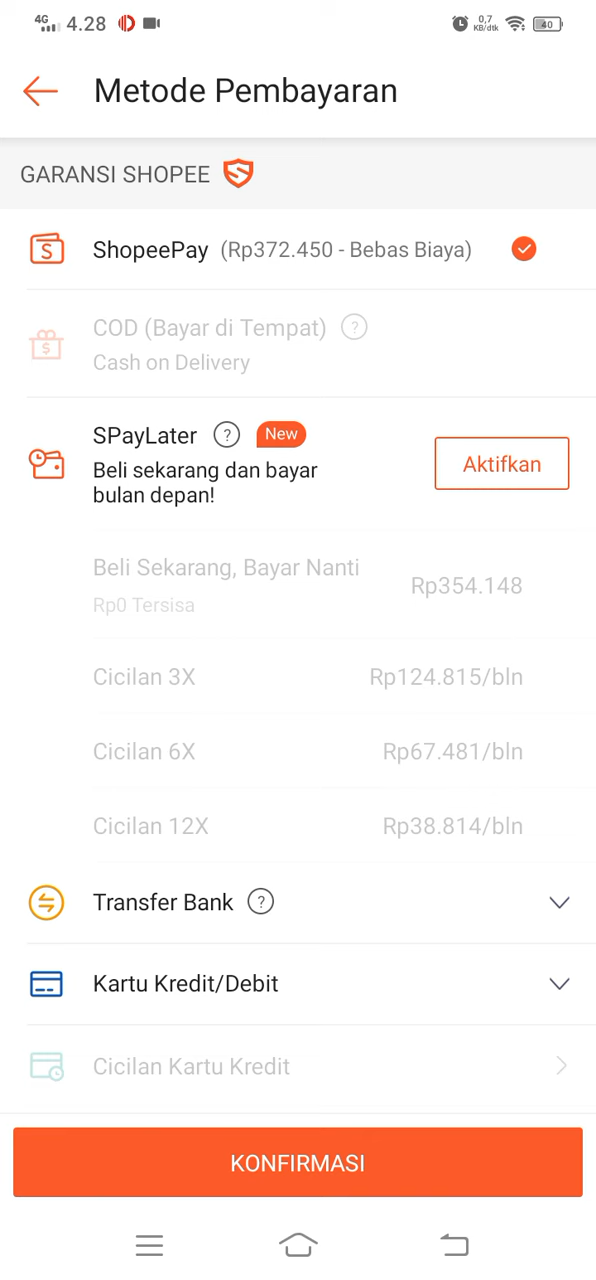 4G 4.28 0,7 KB/dtk 40
Metode Pembayaran
GARANSI SHOPEE
ShopeePay (Rp372.450 - Bebas Biaya)
COD (Bayar di Tempat) ?
Cash on Delivery
SPayLater ? New
Beli sekarang dan bayar
bulan depan!
Aktifkan
Beli Sekarang, Bayar Nanti
Rp354.148
Rp0 Tersisa
Cicilan 3X Rp124.815/bln
Cicilan 6X Rp67.481/bln
Cicilan 12X Rp38.814/bln
Transfer Bank ?
Kartu Kredit/Debit
Cicilan Kartu Kredit
KONFIRMASI